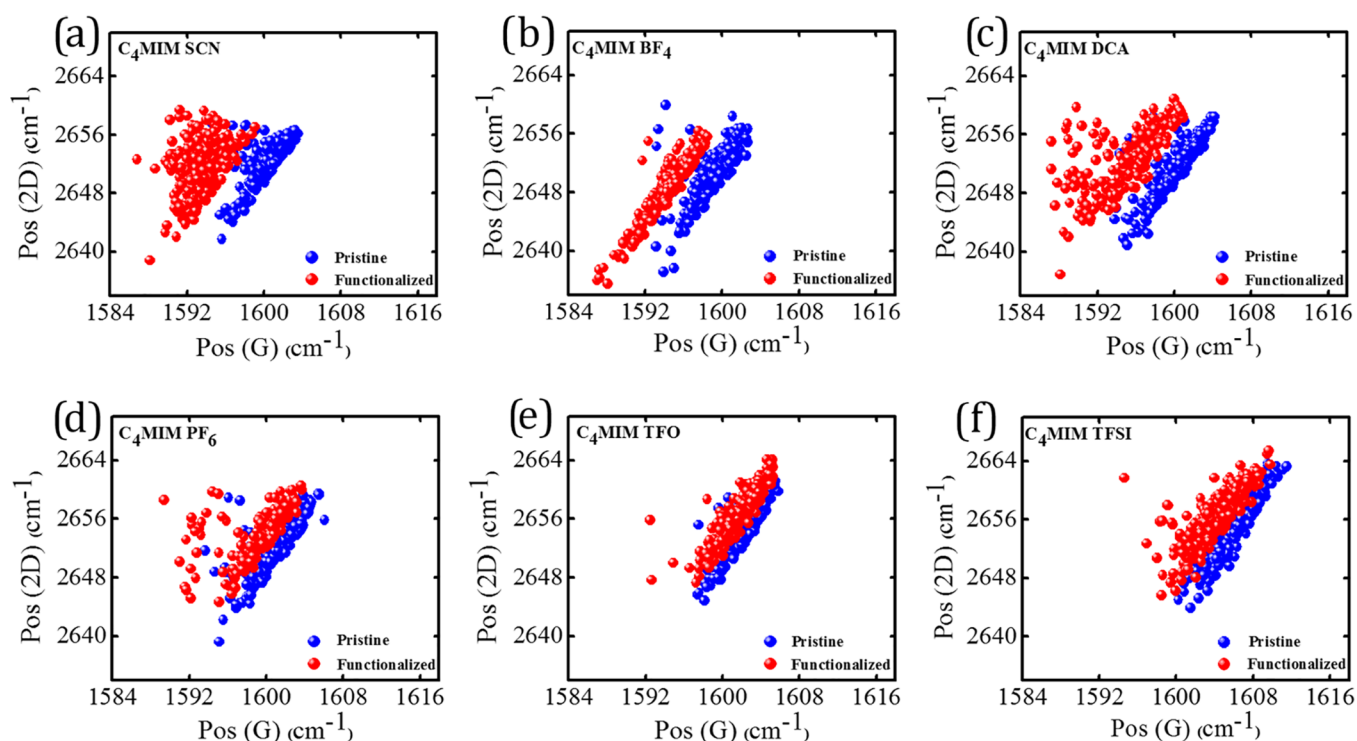 (a)
C₄MIM SCN
Pos (2D) (cm⁻¹)
2664
2656
2648
2640
Pristine
Functionalized
1584 1592 1600 1608 1616
Pos (G) (cm⁻¹)
(b)
C₄MIM BF₄
Pos (2D) (cm⁻¹)
2664
2656
2648
2640
Pristine
Functionalized
1584 1592 1600 1608 1616
Pos (G) (cm⁻¹)
(c)
C₄MIM DCA
Pos (2D) (cm⁻¹)
2664
2656
2648
2640
Pristine
Functionalized
1584 1592 1600 1608 1616
Pos (G) (cm⁻¹)
(d)
C₄MIM PF₆
Pos (2D) (cm⁻¹)
2664
2656
2648
2640
Pristine
Functionalized
1584 1592 1600 1608 1616
Pos (G) (cm⁻¹)
(e)
C₄MIM TFO
Pos (2D) (cm⁻¹)
2664
2656
2648
2640
Pristine
Functionalized
1584 1592 1600 1608 1616
Pos (G) (cm⁻¹)
(f)
C₄MIM TFSI
Pos (2D) (cm⁻¹)
2664
2656
2648
2640
Pristine
Functionalized
1584 1592 1600 1608 1616
Pos (G) (cm⁻¹)